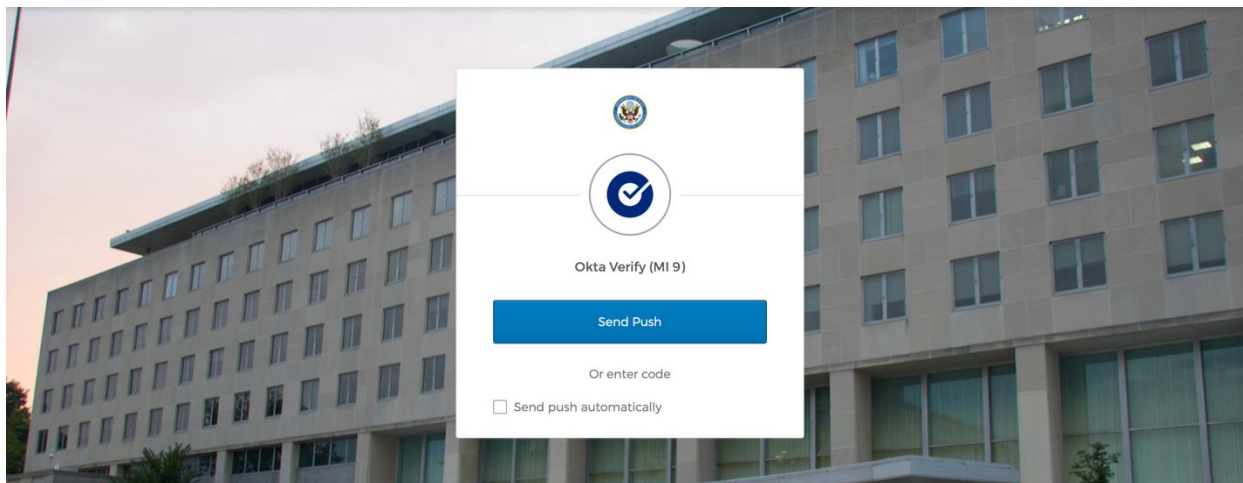 Okta Verify (MI 9)
Send Push
Or enter code
Send push automatically